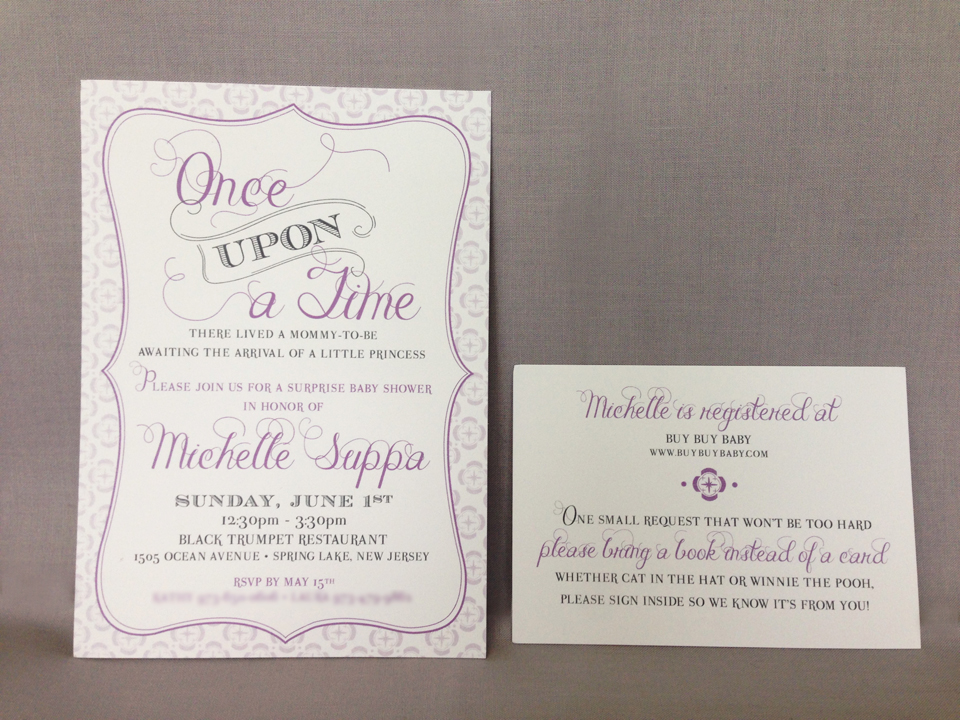 Once
UPON
a Time
THERE LIVED A MOMMY-TO-BE
AWAITING THE ARRIVAL OF A LITTLE PRINCESS
PLEASE JOIN US FOR A SURPRISE BABY SHOWER
IN HONOR OF
Michelle Suppa
SUNDAY, JUNE 1ST
12:30pm - 3:30pm
BLACK TRUMPET RESTAURANT
1505 OCEAN AVENUE • SPRING LAKE, NEW JERSEY
RSVP BY MAY 15TH
Michelle is registered at
BUY BUY BABY
WWW.BUYBUYBABY.COM
ONE SMALL REQUEST THAT WON'T BE TOO HARD
please bring a book instead of a card
WHETHER CAT IN THE HAT OR WINNIE THE POOH,
PLEASE SIGN INSIDE SO WE KNOW IT'S FROM YOU!